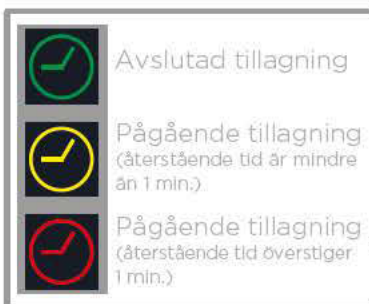 Avslutad tillagning
Pågående tillagning
(återstående tid är mindre
än 1 min.)
Pågående tillagning
(återstående tid överstiger
1 min.)